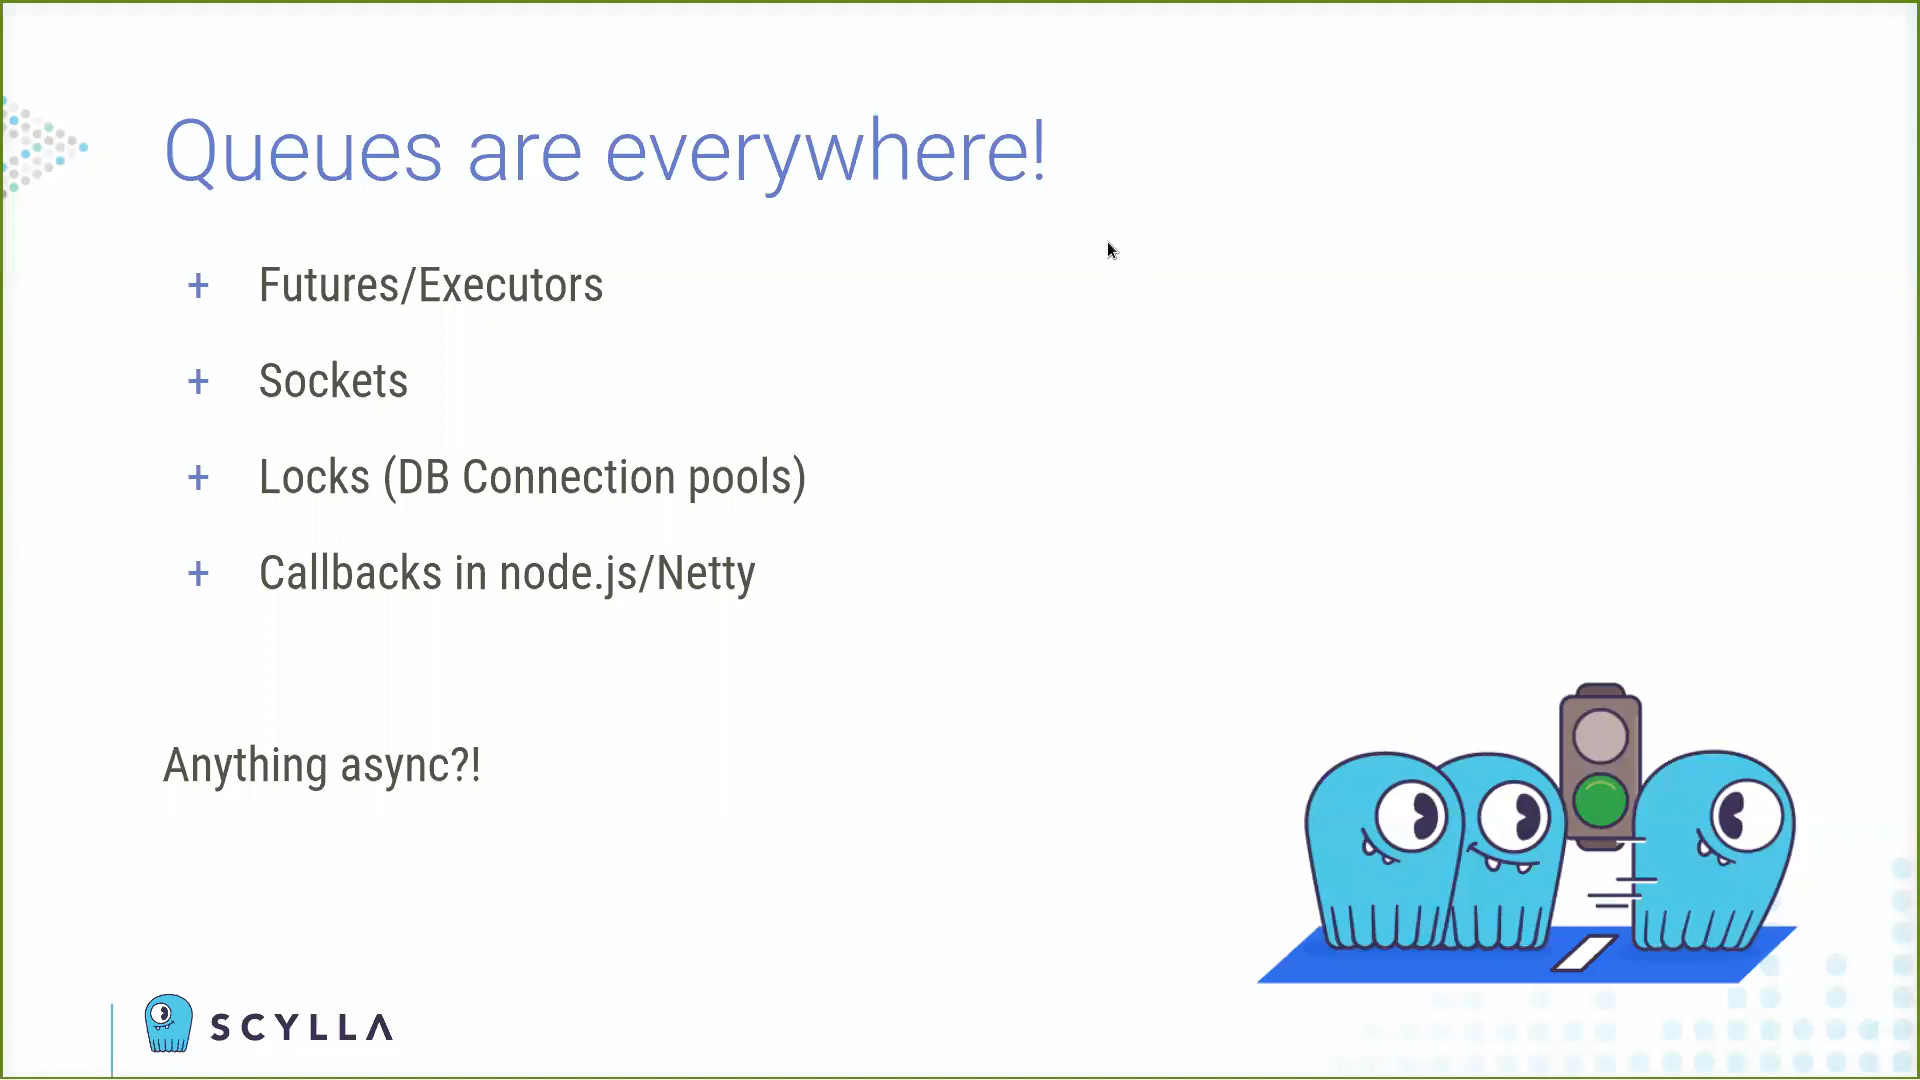 Queues are everywhere!
+ Futures/Executors
+ Sockets
+ Locks (DB Connection pools)
+ Callbacks in node.js/Netty
Anything async?!
SCYLLA